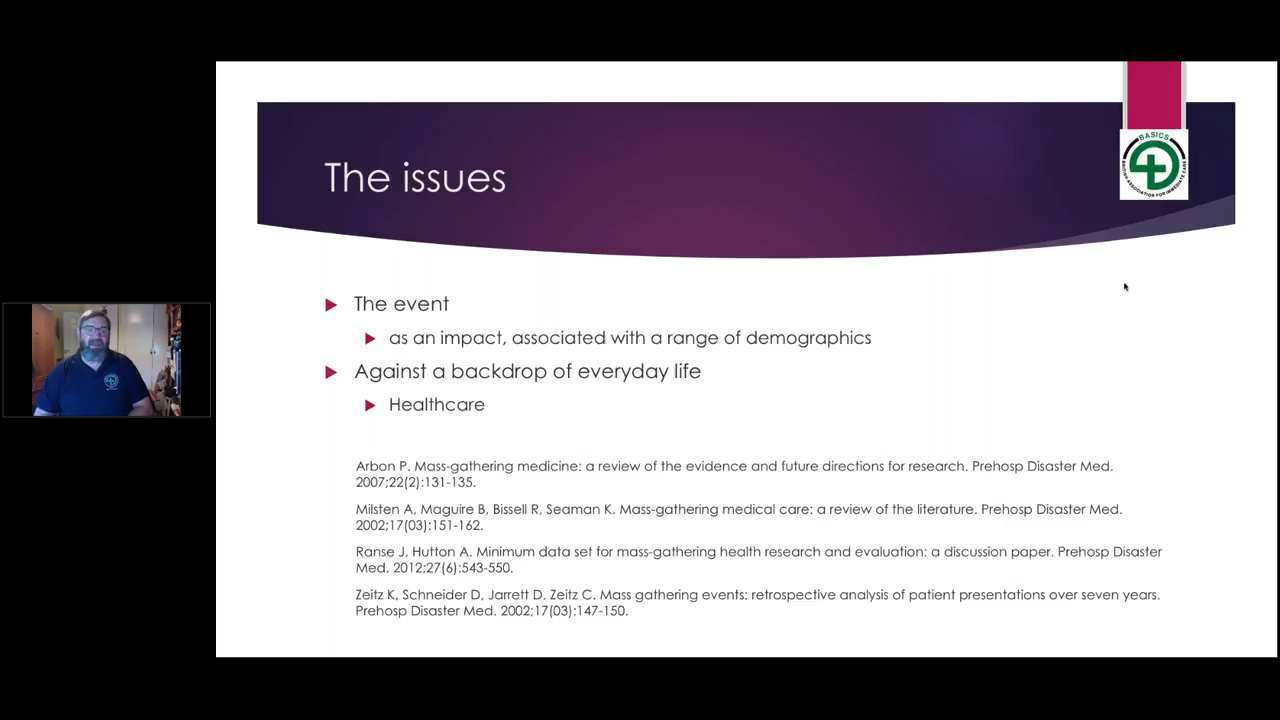 The issues
BASICS
BRITISH ASSOCIATION FOR IMMEDIATE CARE
The event
as an impact, associated with a range of demographics
Against a backdrop of everyday life
Healthcare
Arbon P. Mass-gathering medicine: a review of the evidence and future directions for research. Prehosp Disaster Med.
2007;22(2):131-135.
Milsten A, Maguire B, Bissell R, Seaman K. Mass-gathering medical care: a review of the literature. Prehosp Disaster Med.
2002;17(03):151-162.
Ranse J, Hutton A. Minimum data set for mass-gathering health research and evaluation: a discussion paper. Prehosp Disaster
Med. 2012;27(6):543-550.
Zeitz K, Schneider D, Jarrett D, Zeitz C. Mass gathering events: retrospective analysis of patient presentations over seven years.
Prehosp Disaster Med. 2002;17(03):147-150.